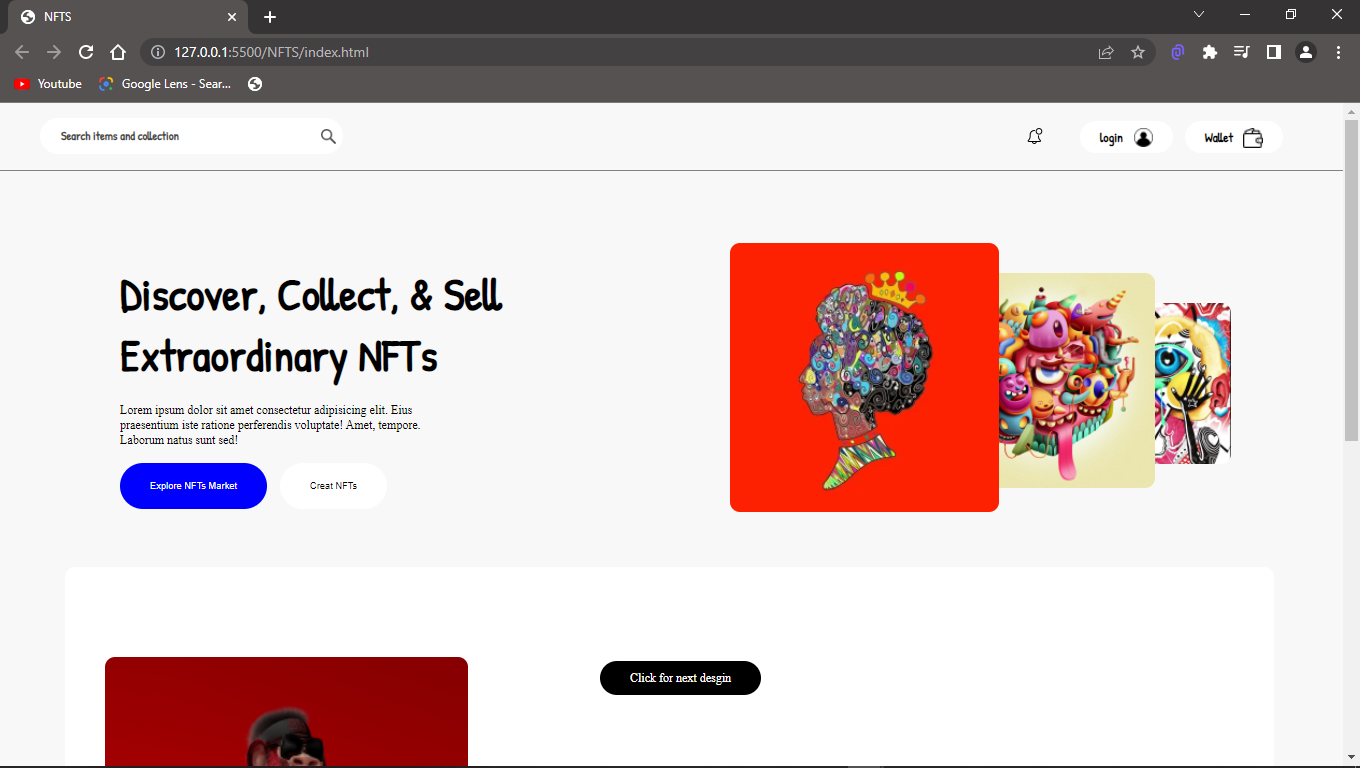 NFTS
127.0.0.1:5500/NFTS/index.html
Youtube
Google Lens - Sear...
Search items and collection
login
Wallet
Discover, Collect, & Sell
Extraordinary NFTs
Lorem ipsum dolor sit amet consectetur adipisicing elit. Eius
praesentium iste ratione perferendis voluptate! Amet, tempore.
Laborum natus sunt sed!
Explore NFTs Market
Creat NFTs
Click for next desgin